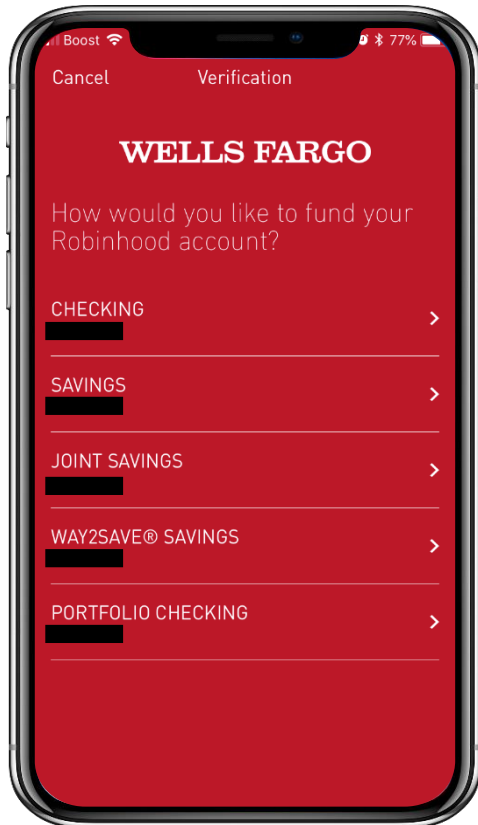 Boost 77%
Cancel Verification
WELLS FARGO
How would you like to fund your
Robinhood account?
CHECKING
SAVINGS
JOINT SAVINGS
WAY2SAVE® SAVINGS
PORTFOLIO CHECKING